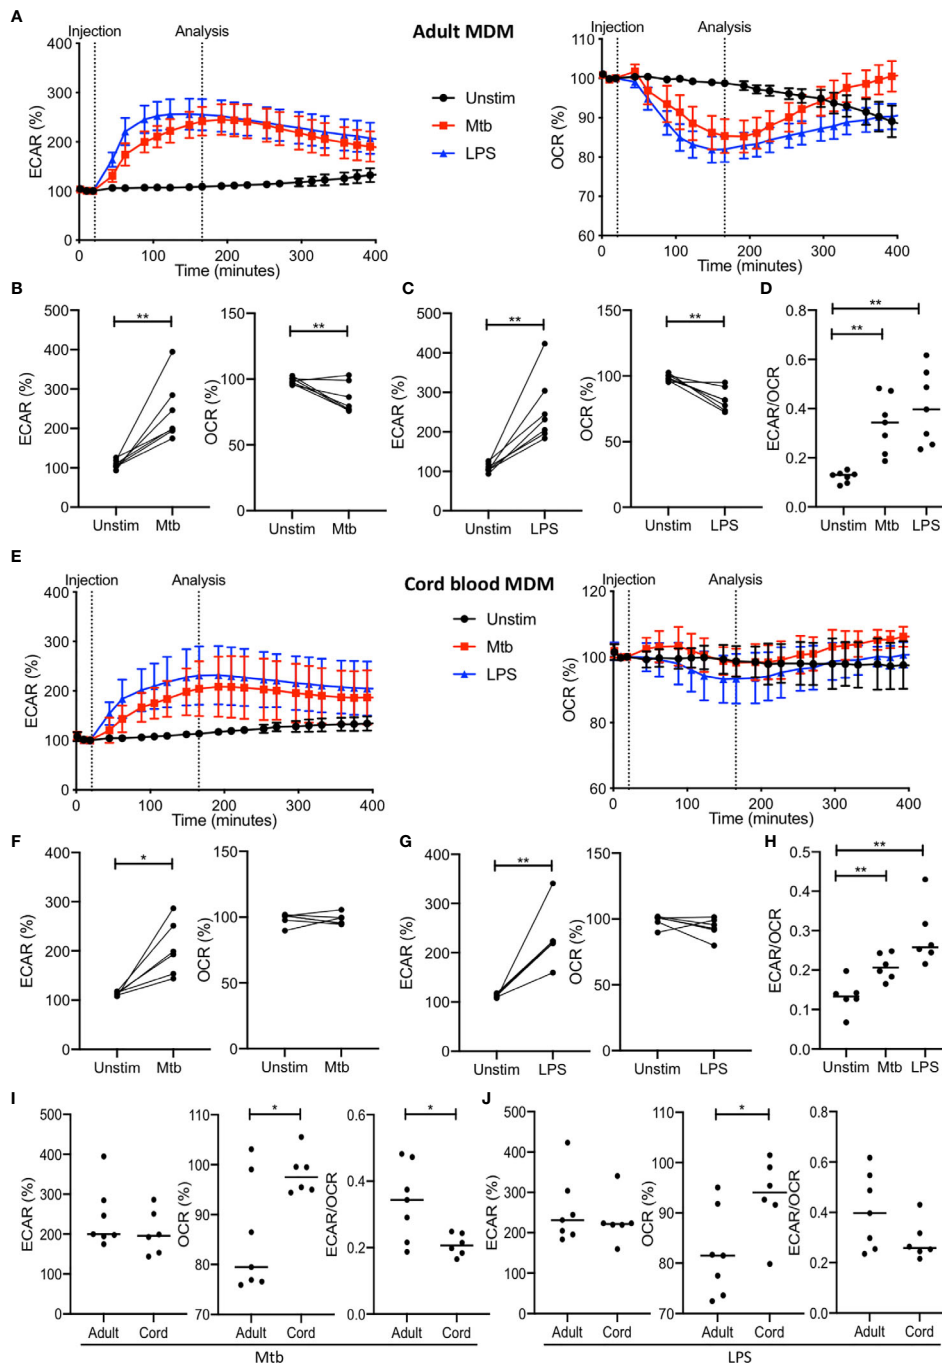 A
Injection
Analysis
Adult MDM
400
300
200
100
0
ECAR (%)
0
100
200
300
400
Time (minutes)
Unstim
Mtb
LPS
Injection
Analysis
110
100
90
80
70
60
OCR (%)
0
100
200
300
400
Time (minutes)
B
500
400
300
200
100
0
ECAR (%)
**
Unstim
Mtb
150
100
50
0
OCR (%)
**
Unstim
Mtb
C
500
400
300
200
100
0
ECAR (%)
**
Unstim
LPS
150
100
50
0
OCR (%)
**
Unstim
LPS
D
0.8
0.6
0.4
0.2
0.0
ECAR/OCR
**
**
Unstim
Mtb
LPS
E
Injection
Analysis
Cord blood MDM
400
300
200
100
0
ECAR (%)
0
100
200
300
400
Time (minutes)
Unstim
Mtb
LPS
Injection
Analysis
120
100
80
60
OCR (%)
0
100
200
300
400
Time (minutes)
F
400
300
200
100
0
ECAR (%)
*
Unstim
Mtb
150
100
50
0
OCR (%)
Unstim
Mtb
G
400
300
200
100
0
ECAR (%)
**
Unstim
LPS
150
100
50
0
OCR (%)
Unstim
LPS
H
0.5
0.4
0.3
0.2
0.1
0.0
ECAR/OCR
**
**
Unstim
Mtb
LPS
I
500
400
300
200
100
0
ECAR (%)
Adult
Cord
110
100
90
80
70
OCR (%)
*
Adult
Cord
0.6
0.4
0.2
0.0
ECAR/OCR
*
Adult
Cord
Mtb
J
500
400
300
200
100
0
ECAR (%)
Adult
Cord
110
100
90
80
70
OCR (%)
*
Adult
Cord
0.8
0.6
0.4
0.2
0.0
ECAR/OCR
Adult
Cord
LPS